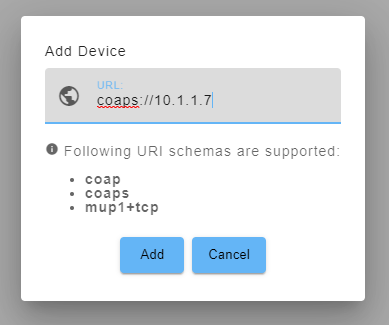 Add Device
URL:
coaps://10.1.1.7
Following URI schemas are supported:
coap
coaps
mup1+tcp
Add Cancel